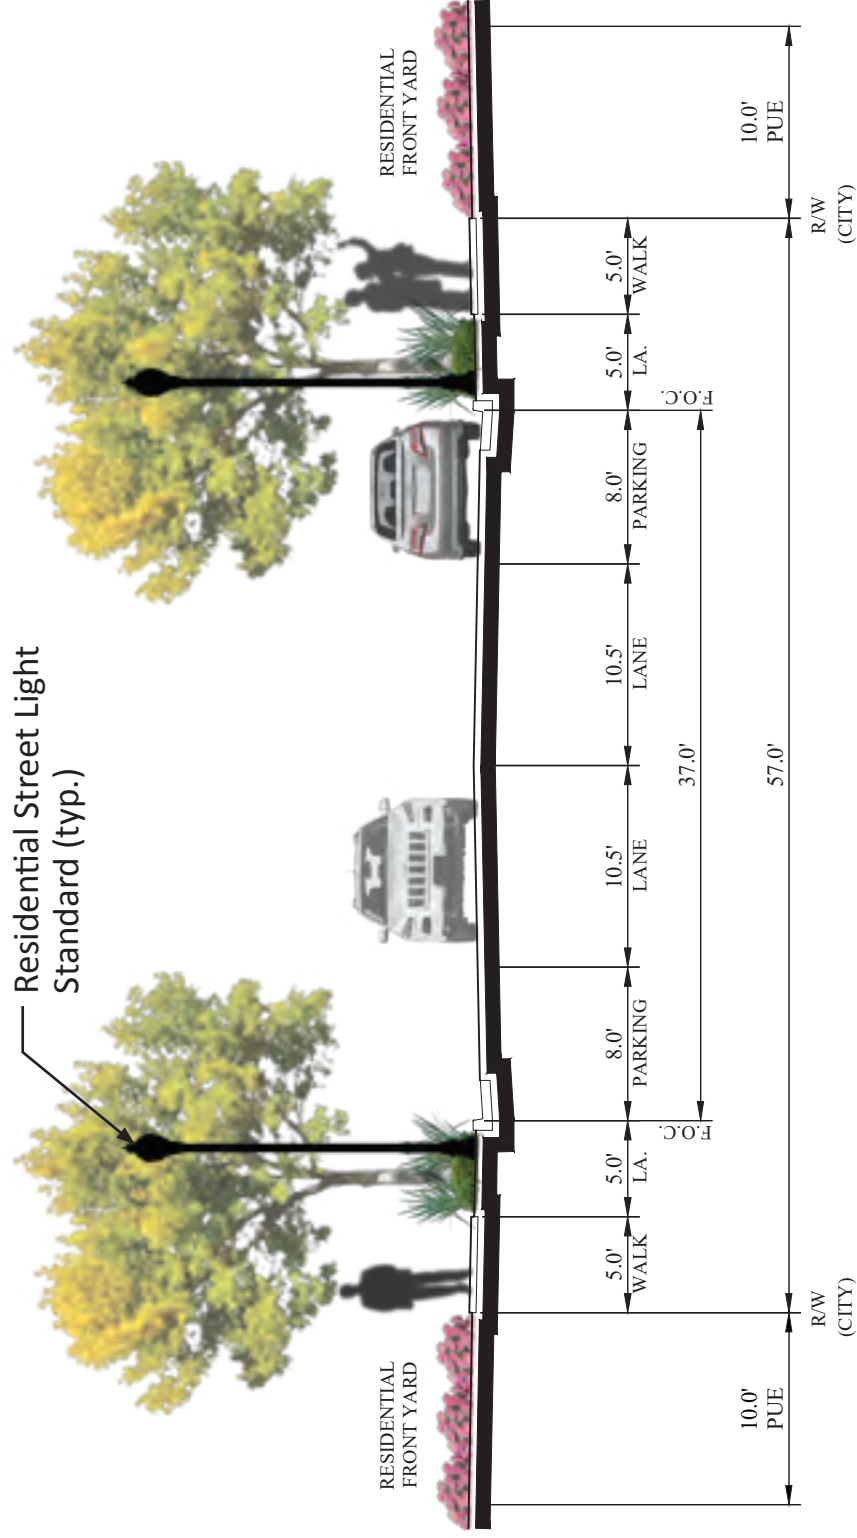 Residential Street Light
Standard (typ.)
RESIDENTIAL
FRONT YARD
RESIDENTIAL
FRONT YARD
5.0'
WALK
5.0'
LA.
8.0'
PARKING
10.5'
LANE
10.5'
LANE
8.0'
PARKING
5.0'
LA.
5.0'
WALK
F.O.C.
37.0'
F.O.C.
10.0'
PUE
57.0'
10.0'
PUE
R/W
(CITY)
R/W
(CITY)